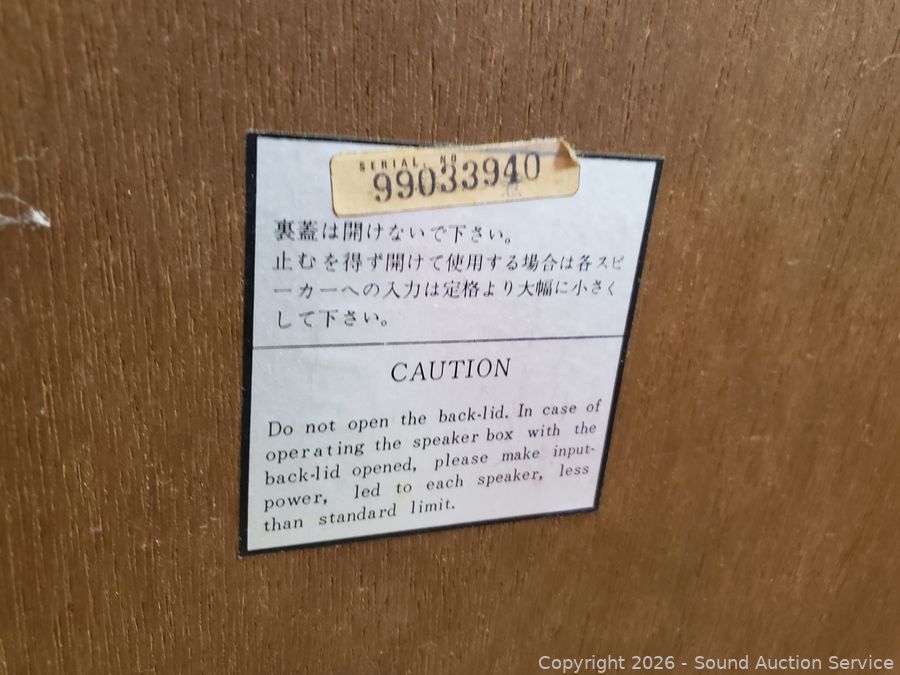 SERIAL. NO
99033940
裏蓋は開けないで下さい。
止むを得ず開けて使用する場合は各スピ
ーカーへの入力は定格より大幅に小さく
して下さい。
CAUTION
Do not open the back-lid. In case of
operating the speaker box with the
back-lid opened, please make input-
power, led to each speaker, less
than standard limit.
Copyright 2026 - Sound Auction Service